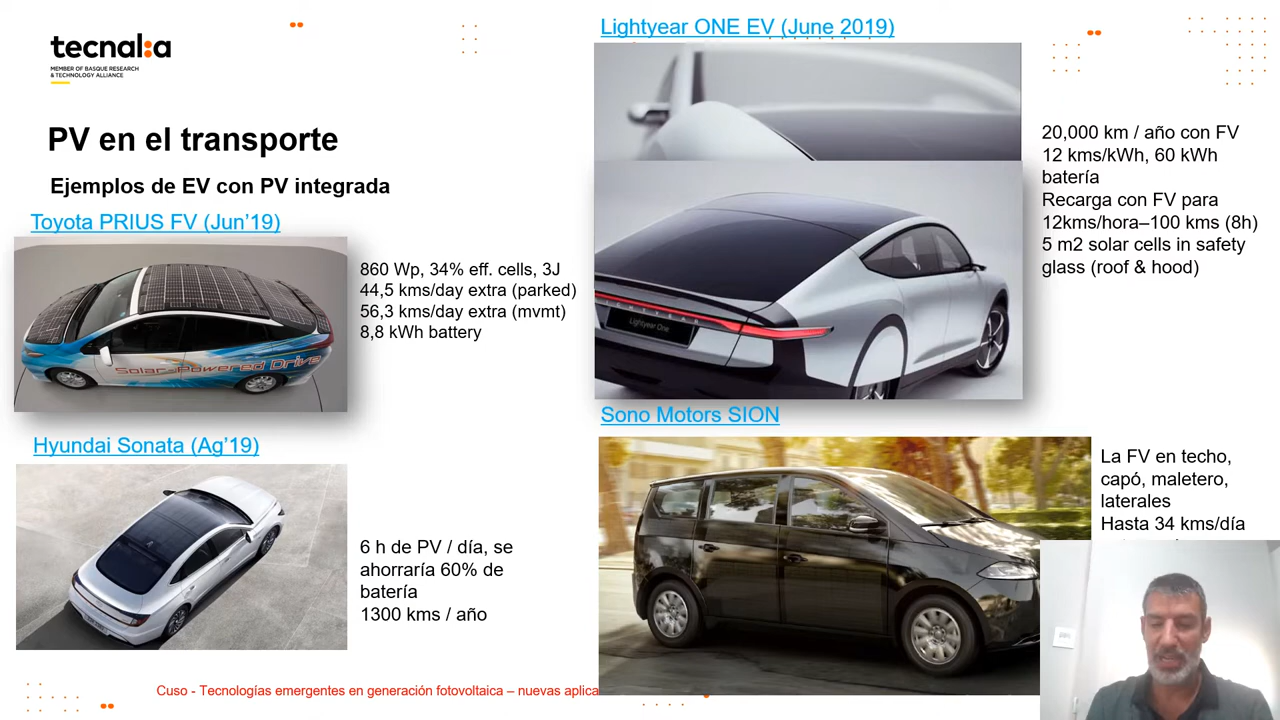 tecnalia
MEMBER OF BASQUE RESEARCH
& TECHNOLOGY ALLIANCE
PV en el transporte
Ejemplos de EV con PV integrada
Toyota PRIUS FV (Jun'19)
Solar-Powered Drive
860 Wp, 34% eff. cells, 3J
44,5 kms/day extra (parked)
56,3 kms/day extra (mvmt)
8,8 kWh battery
Hyundai Sonata (Ag'19)
6 h de PV / día, se
ahorraría 60% de
batería
1300 kms / año
Lightyear ONE EV (June 2019)
LIGHTYEAR
Lightyear One
20,000 km / año con FV
12 kms/kWh, 60 kWh
batería
Recarga con FV para
12kms/hora–100 kms (8h)
5 m2 solar cells in safety
glass (roof & hood)
Sono Motors SION
La FV en techo,
capó, maletero,
laterales
Hasta 34 kms/día
Cuso - Tecnologías emergentes en generación fotovoltaica – nuevas aplica